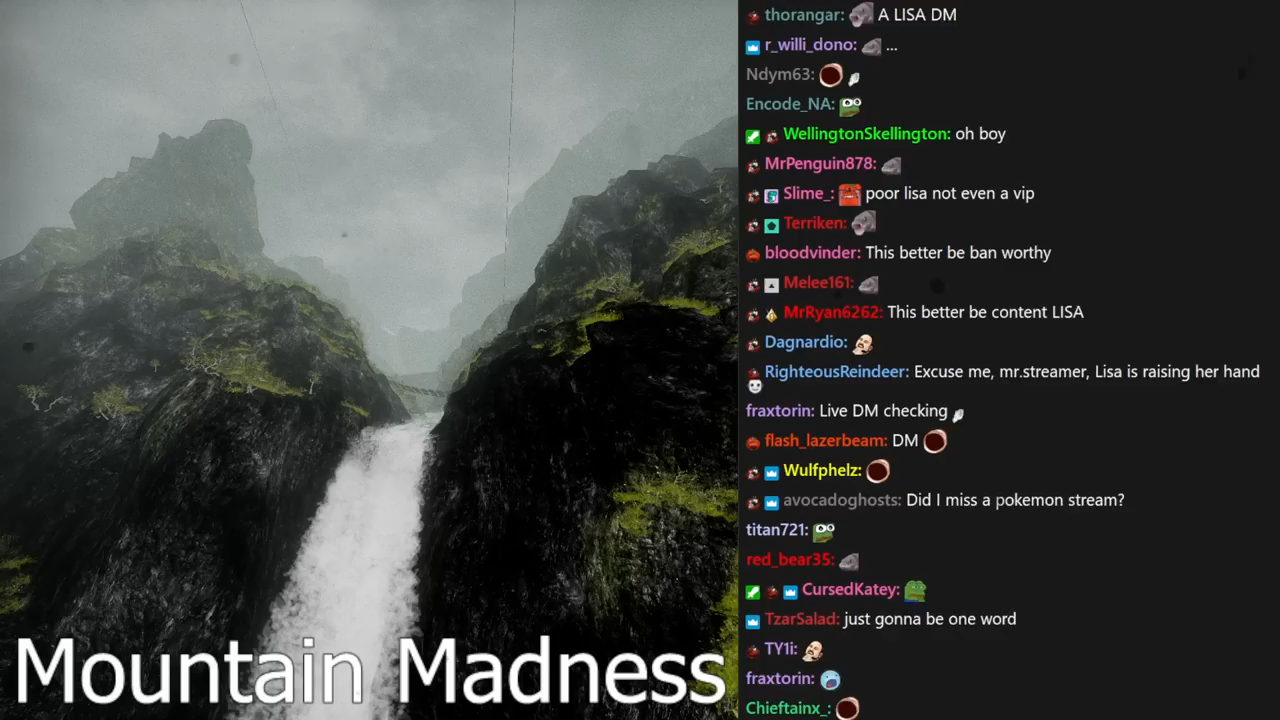 thorangar: A LISA DM
r_willi_dono: ...
Ndym63:
Encode_NA:
WellingtonSkellington: oh boy
MrPenguin878:
Slime_: poor lisa not even a vip
Terriken:
bloodvinder: This better be ban worthy
Melee161:
MrRyan6262: This better be content LISA
Dagnardio:
RighteousReindeer: Excuse me, mr.streamer, Lisa is raising her hand
fraxtorin: Live DM checking
flash_lazerbeam: DM
Wulfphelz:
avocadoghosts: Did I miss a pokemon stream?
titan721:
red_bear35:
CursedKatey:
TzarSalad: just gonna be one word
TY1i:
fraxtorin:
Chieftainx_:
Mountain Madness